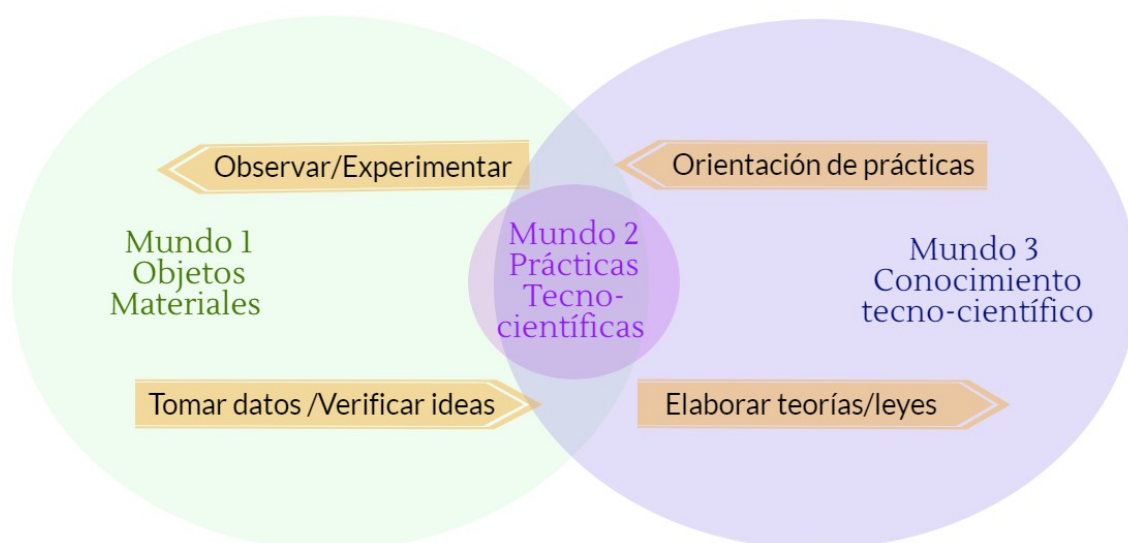 Observar/Experimentar
Orientación de prácticas
Mundo 1
Objetos
Materiales
Mundo 2
Prácticas
Tecno-
científicas
Mundo 3
Conocimiento
tecno-científico
Tomar datos /Verificar ideas
Elaborar teorías/leyes